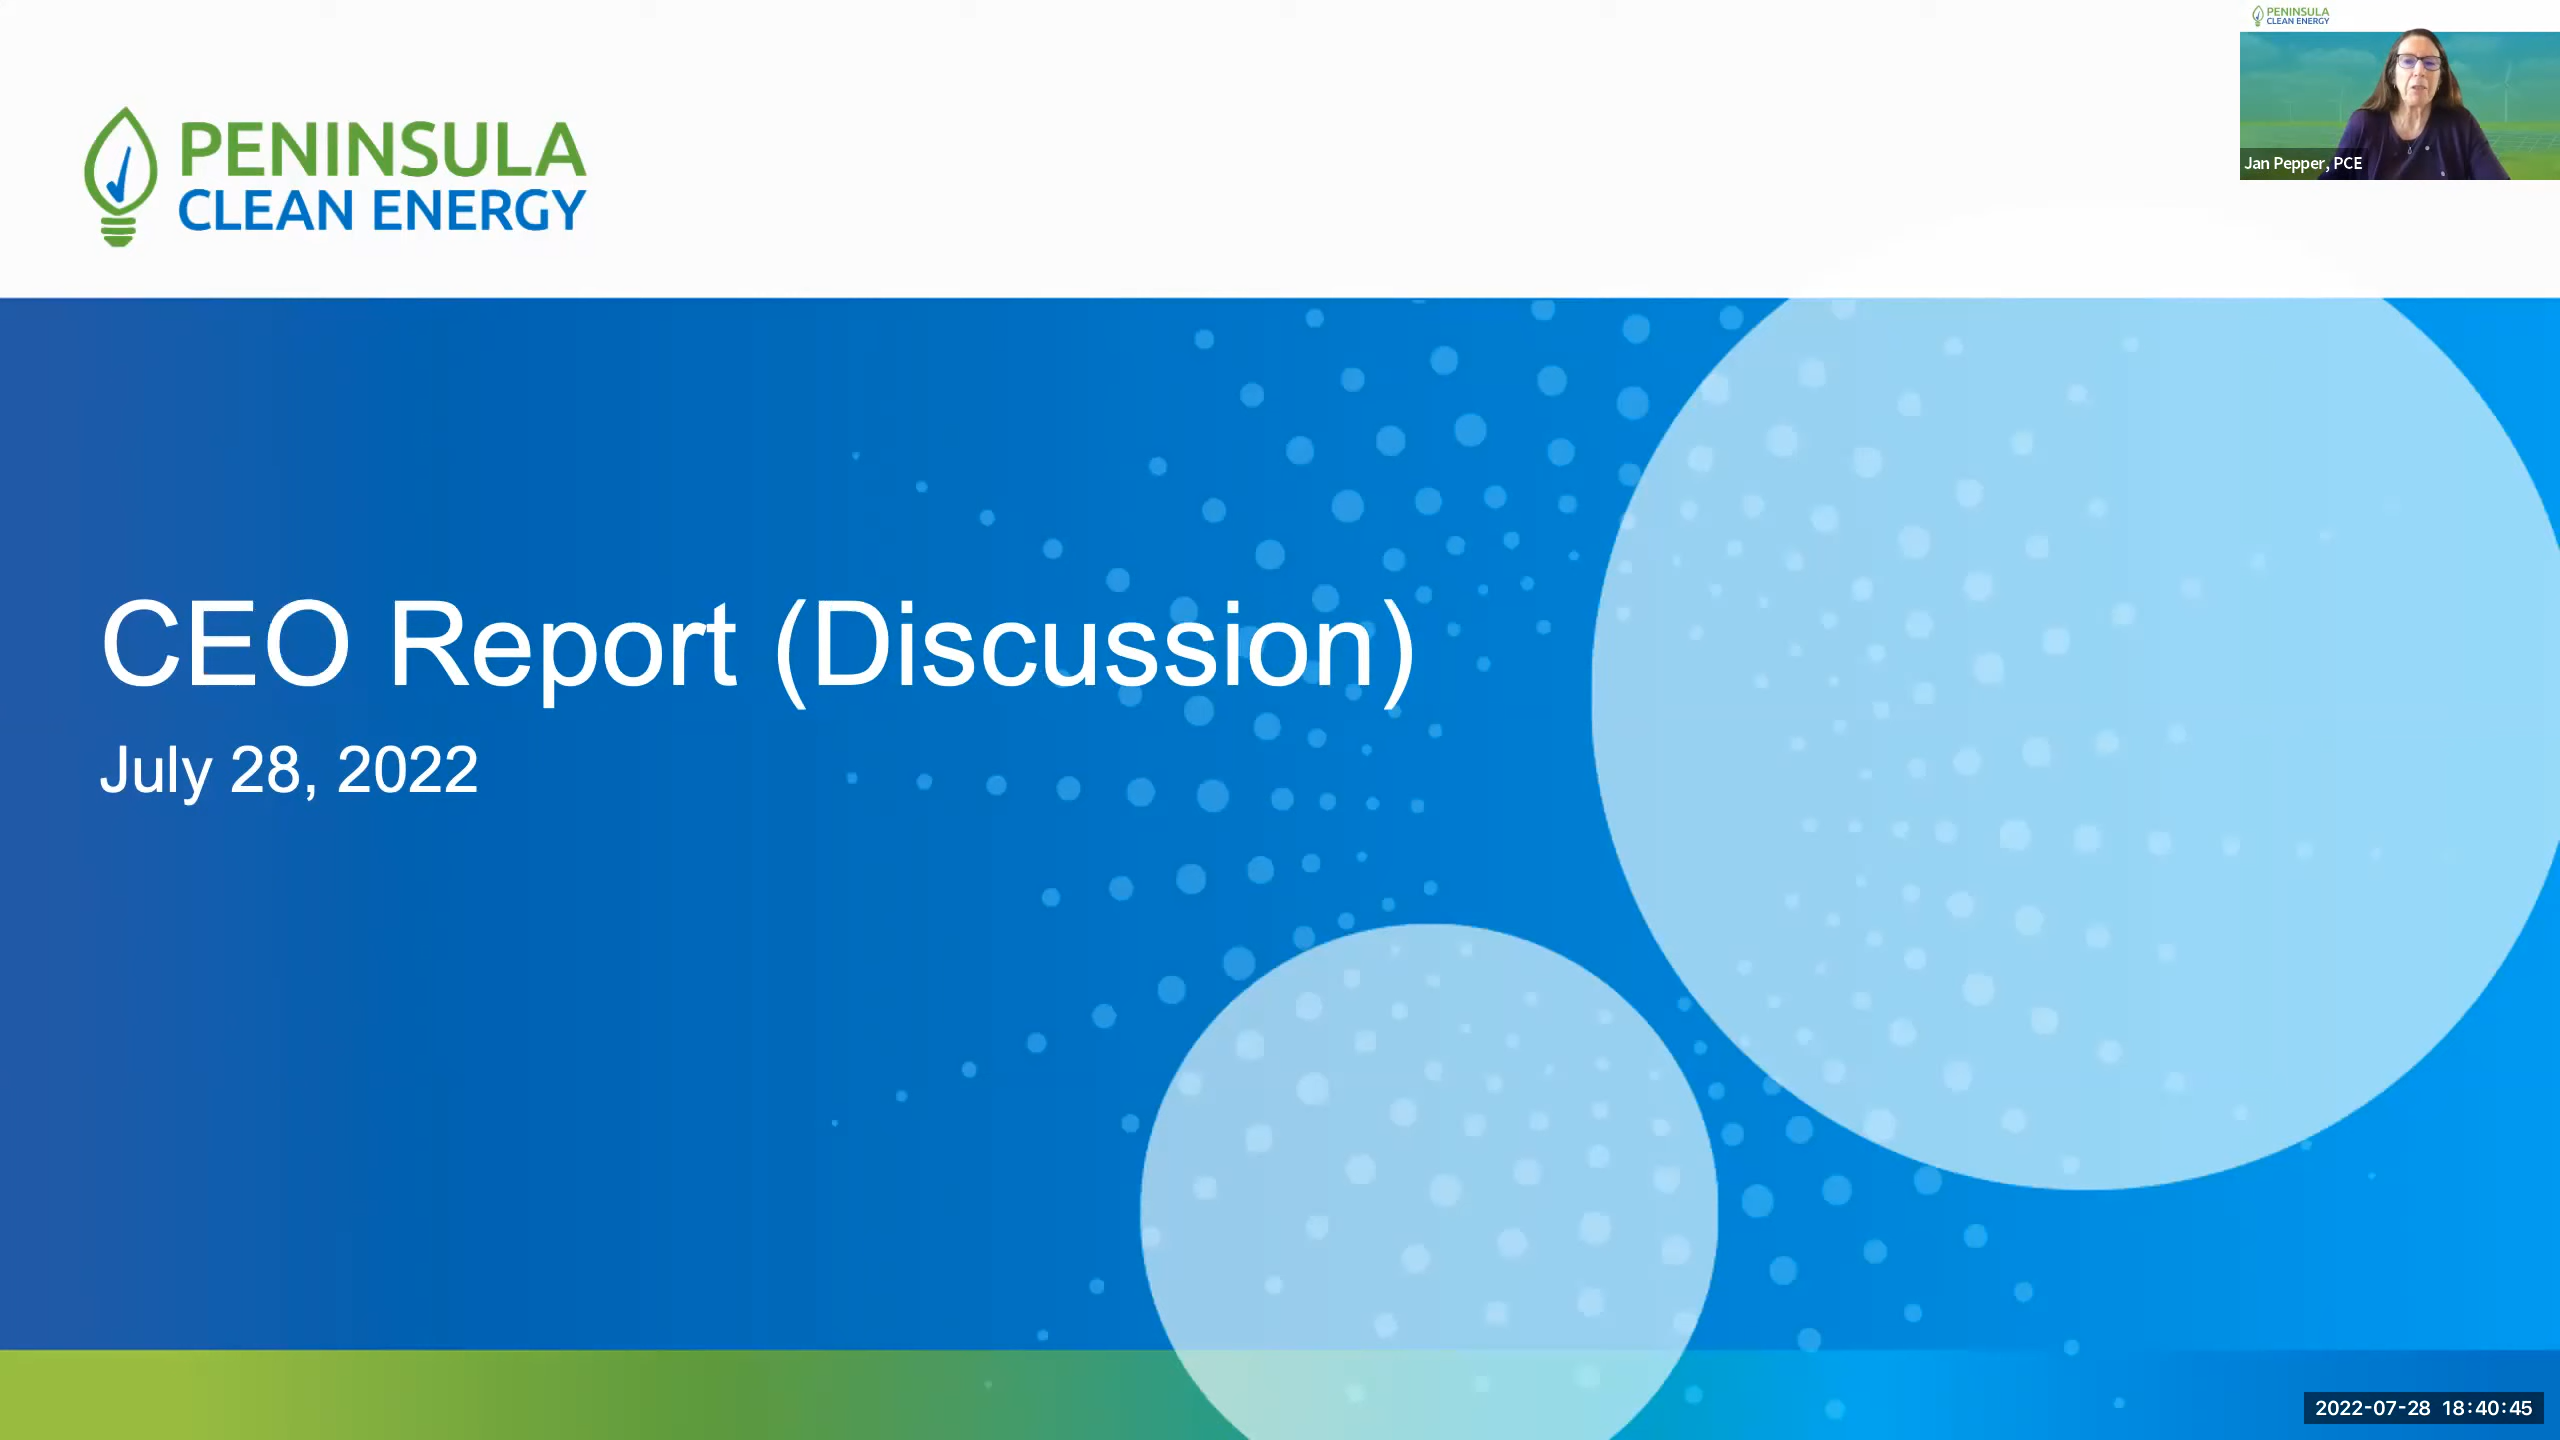 PENINSULA
CLEAN ENERGY
PENINSULA
CLEAN ENERGY
Jan Pepper, PCE
CEO Report (Discussion)
July 28, 2022
2022-07-28 18:40:45